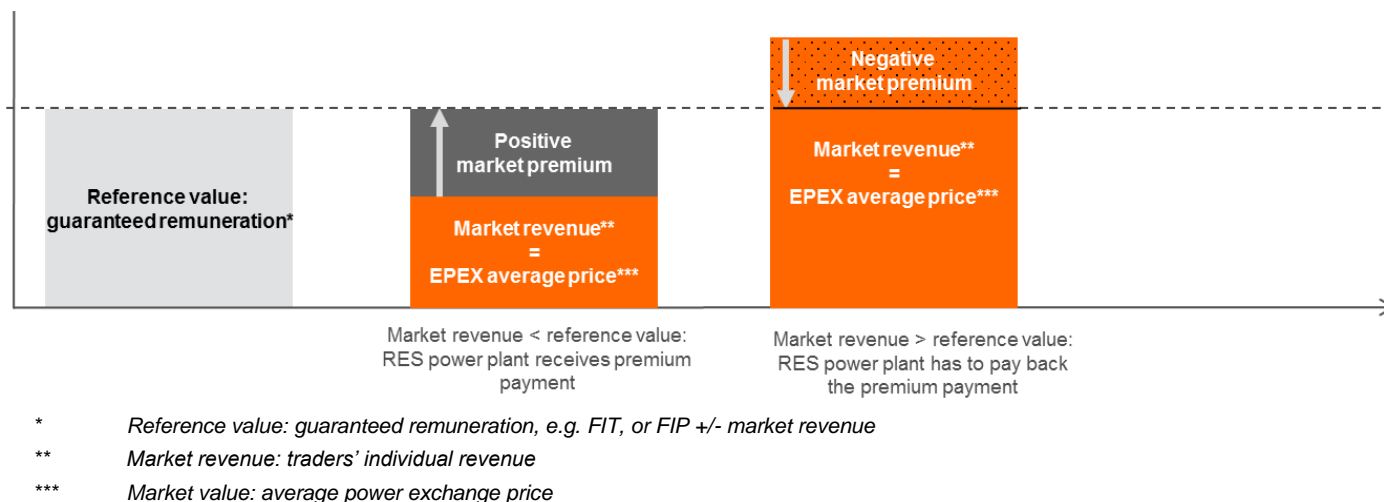 Negative
market premium
Positive
market premium
Market revenue**
=
EPEX average price***
Reference value:
guaranteed remuneration*
Market revenue**
=
EPEX average price***
Market revenue < reference value:
RES power plant receives premium
payment
Market revenue > reference value:
RES power plant has to pay back
the premium payment
* Reference value: guaranteed remuneration, e.g. FIT, or FIP +/- market revenue
** Market revenue: traders' individual revenue
*** Market value: average power exchange price